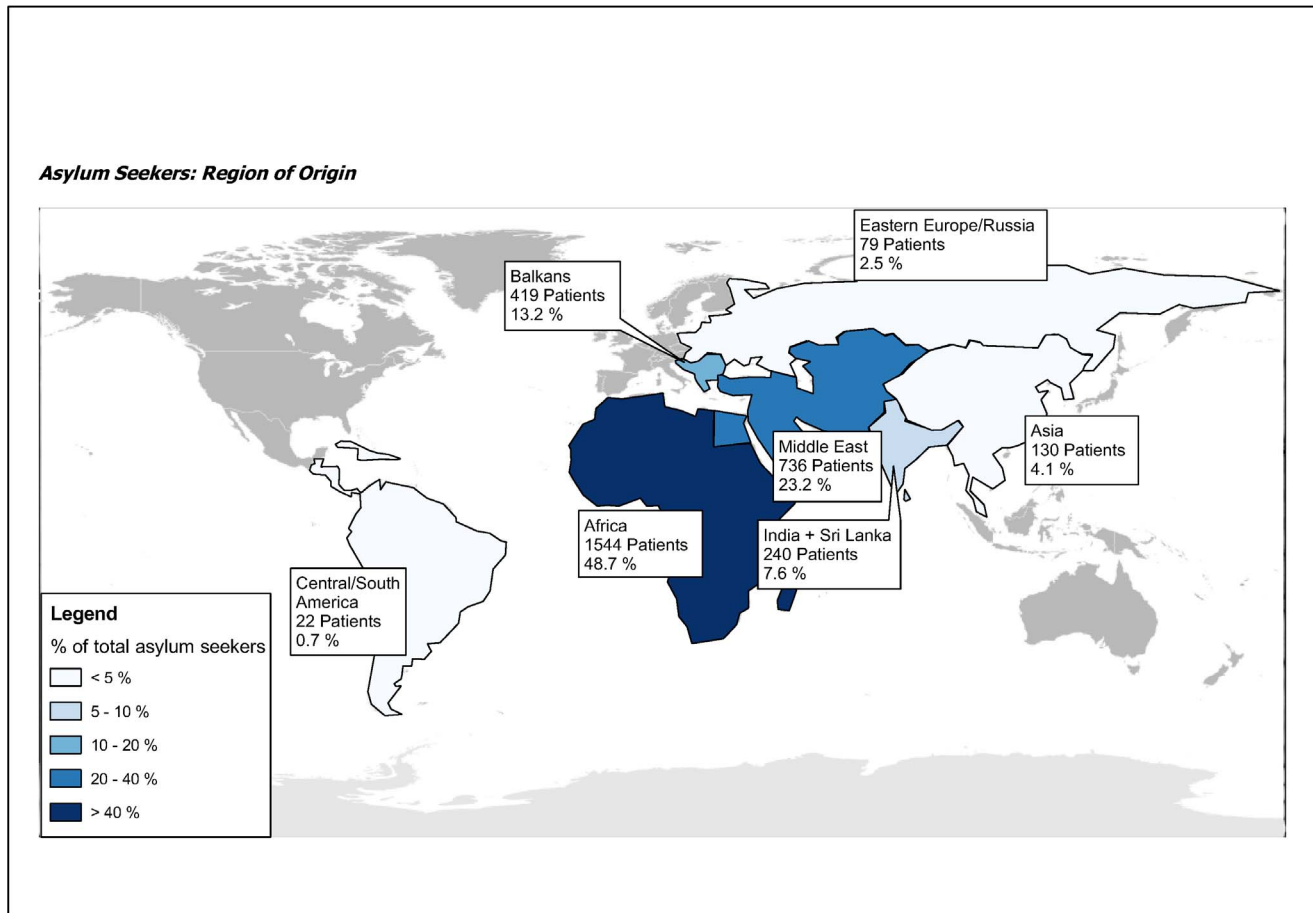 Asylum Seekers: Region of Origin
Eastern Europe/Russia
79 Patients
2.5 %
Balkans
419 Patients
13.2 %
Middle East
736 Patients
23.2 %
Asia
130 Patients
4.1 %
Africa
1544 Patients
48.7 %
India + Sri Lanka
240 Patients
7.6 %
Central/South
America
22 Patients
0.7 %
Legend
% of total asylum seekers
< 5 %
5 - 10 %
10 - 20 %
20 - 40 %
> 40 %